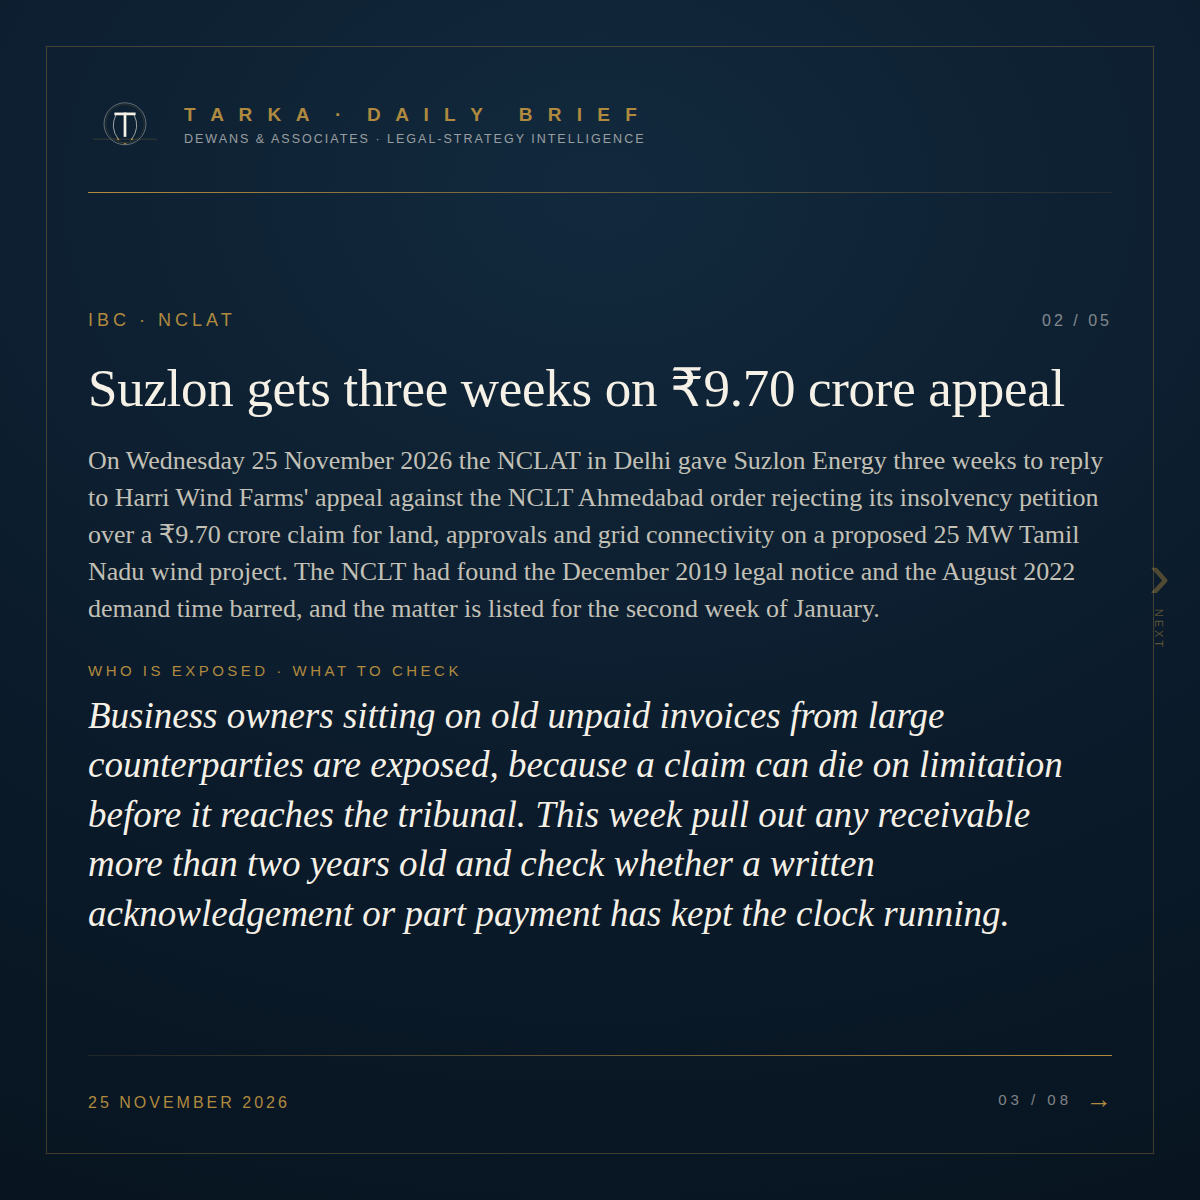 T
TARKA · DAILY BRIEF
DEWANS & ASSOCIATES · LEGAL-STRATEGY INTELLIGENCE
IBC · NCLAT
02 / 05
Suzlon gets three weeks on ₹9.70 crore appeal
On Wednesday 25 November 2026 the NCLAT in Delhi gave Suzlon Energy three weeks to reply
to Harri Wind Farms' appeal against the NCLT Ahmedabad order rejecting its insolvency petition
over a ₹9.70 crore claim for land, approvals and grid connectivity on a proposed 25 MW Tamil
Nadu wind project. The NCLT had found the December 2019 legal notice and the August 2022
demand time barred, and the matter is listed for the second week of January.
› NEXT
WHO IS EXPOSED · WHAT TO CHECK
Business owners sitting on old unpaid invoices from large
counterparties are exposed, because a claim can die on limitation
before it reaches the tribunal. This week pull out any receivable
more than two years old and check whether a written
acknowledgement or part payment has kept the clock running.
25 NOVEMBER 2026
03 / 08 →